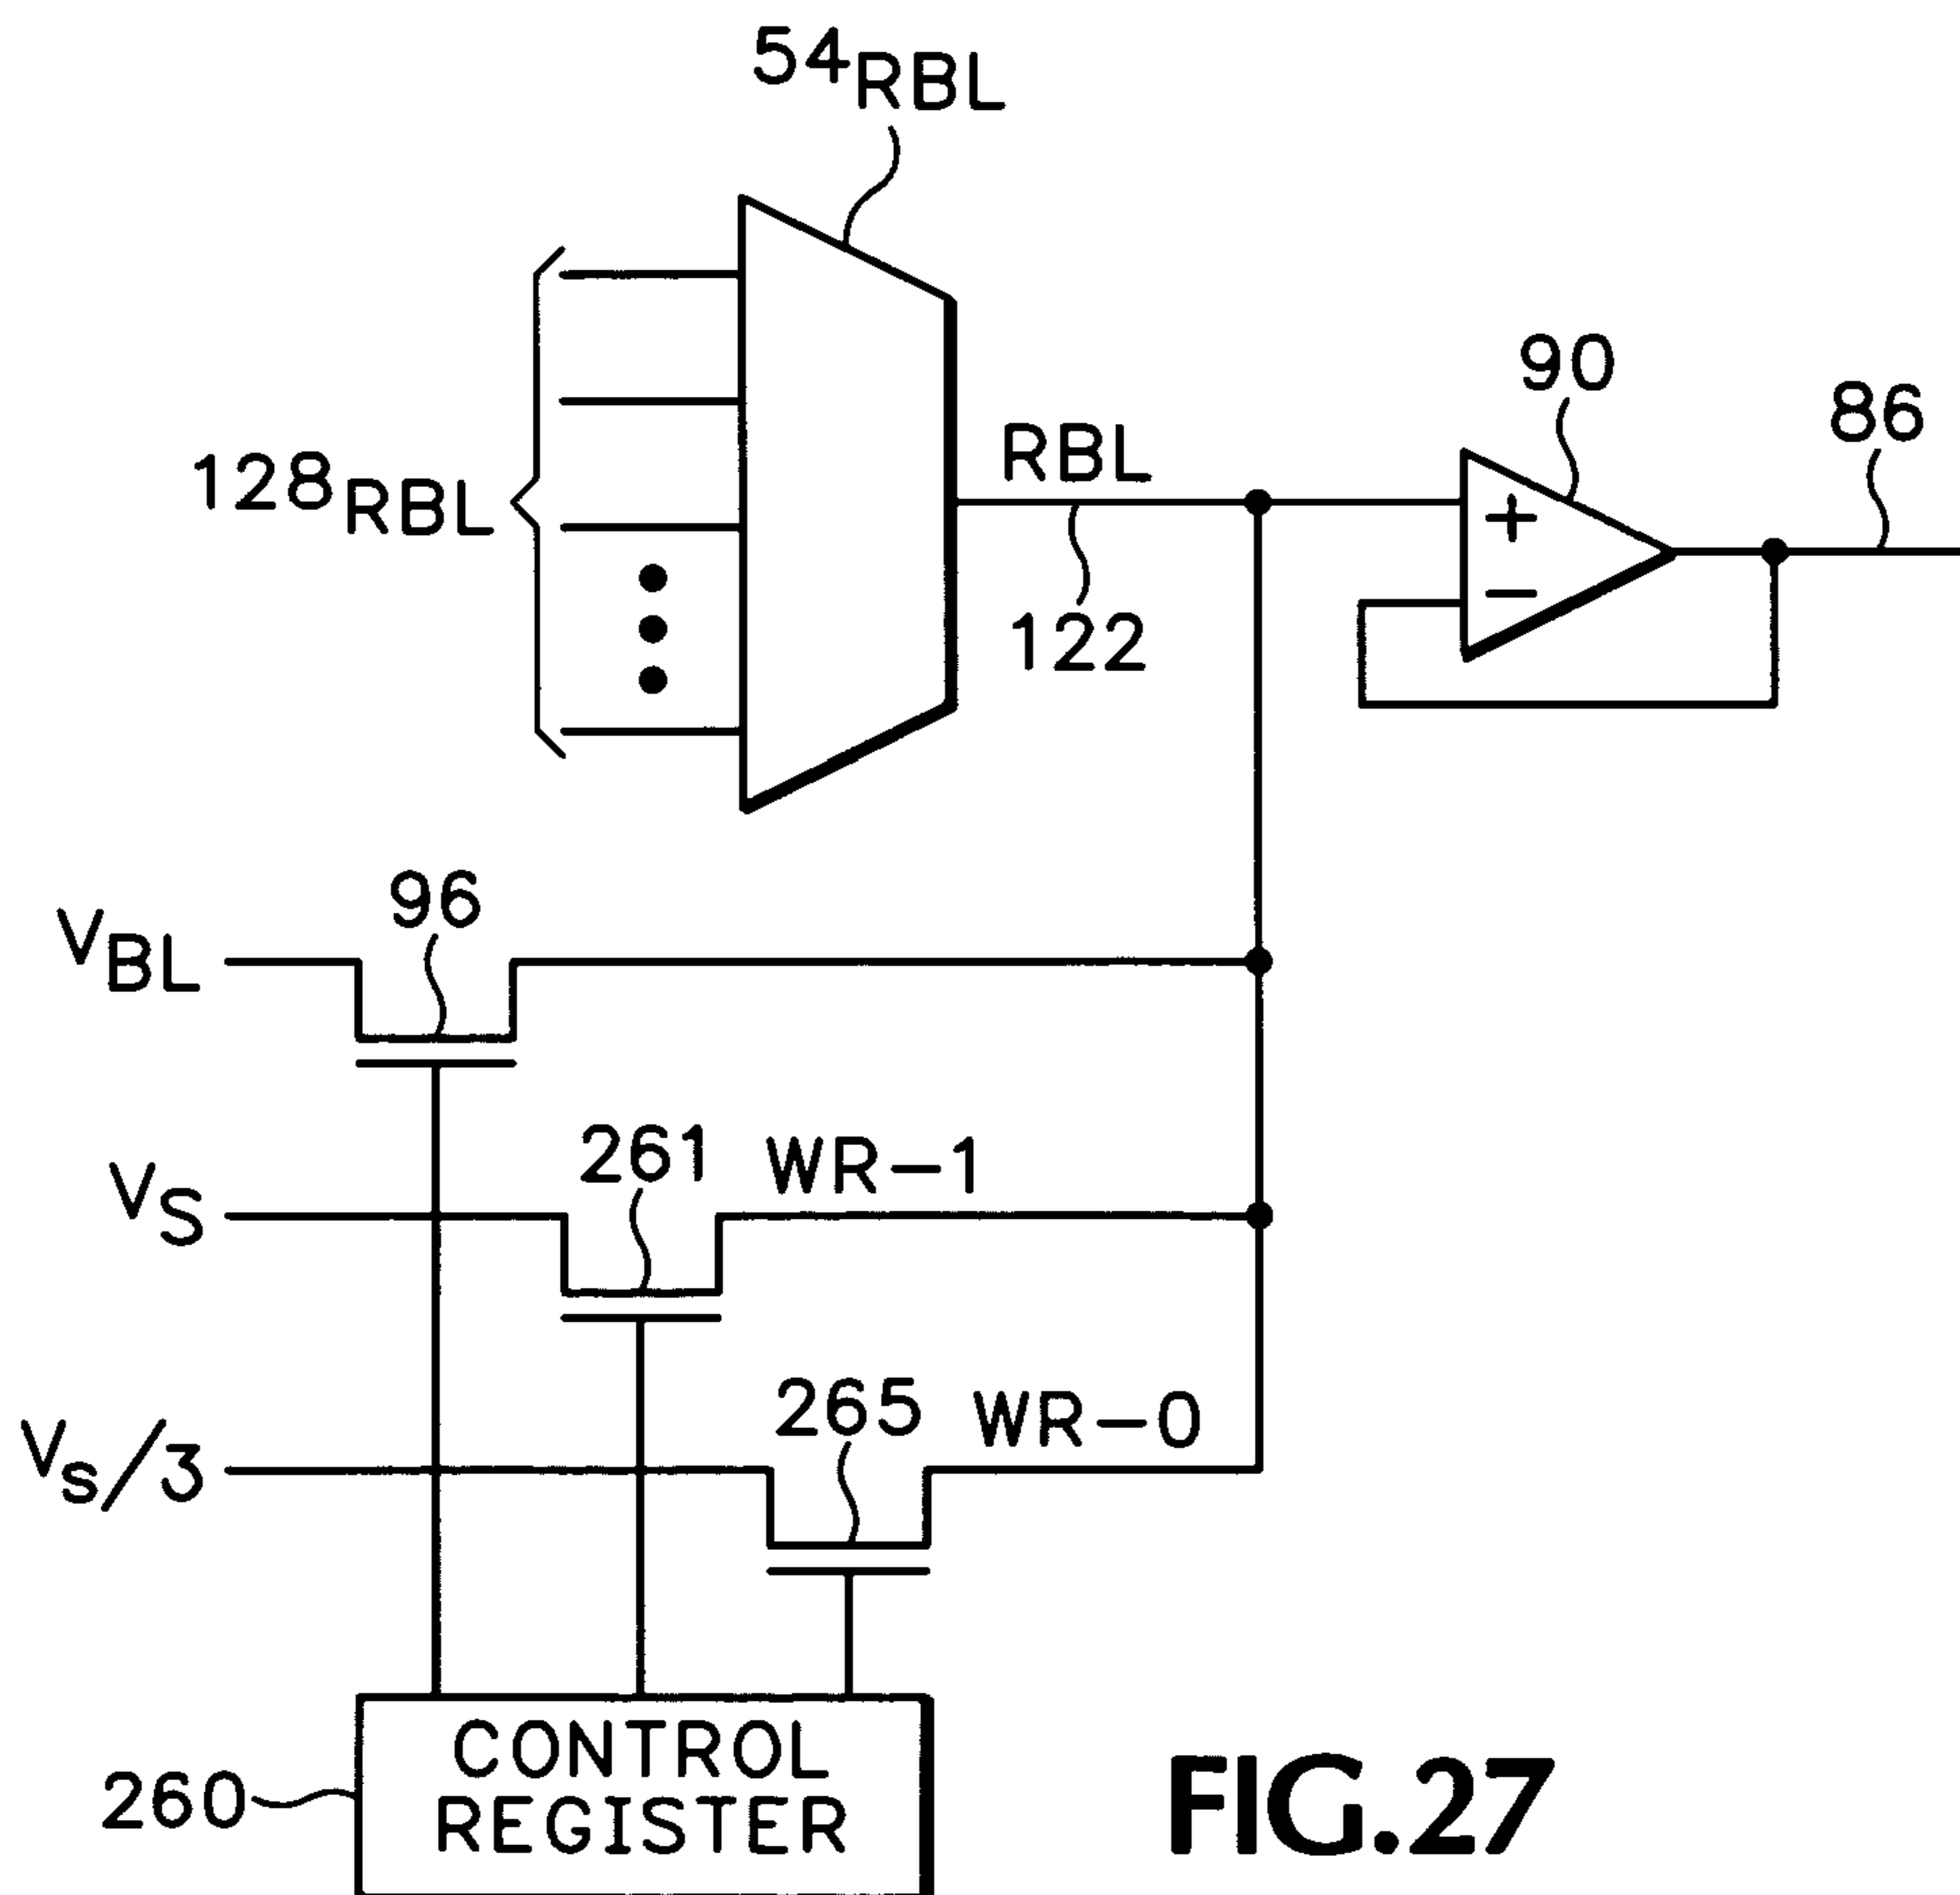 54RBL
128RBL
RBL
122
90
+
−
86
96
VBL
261
WR-1
VS
265
WR-0
Vs/3
CONTROL
REGISTER
260
FIG.27